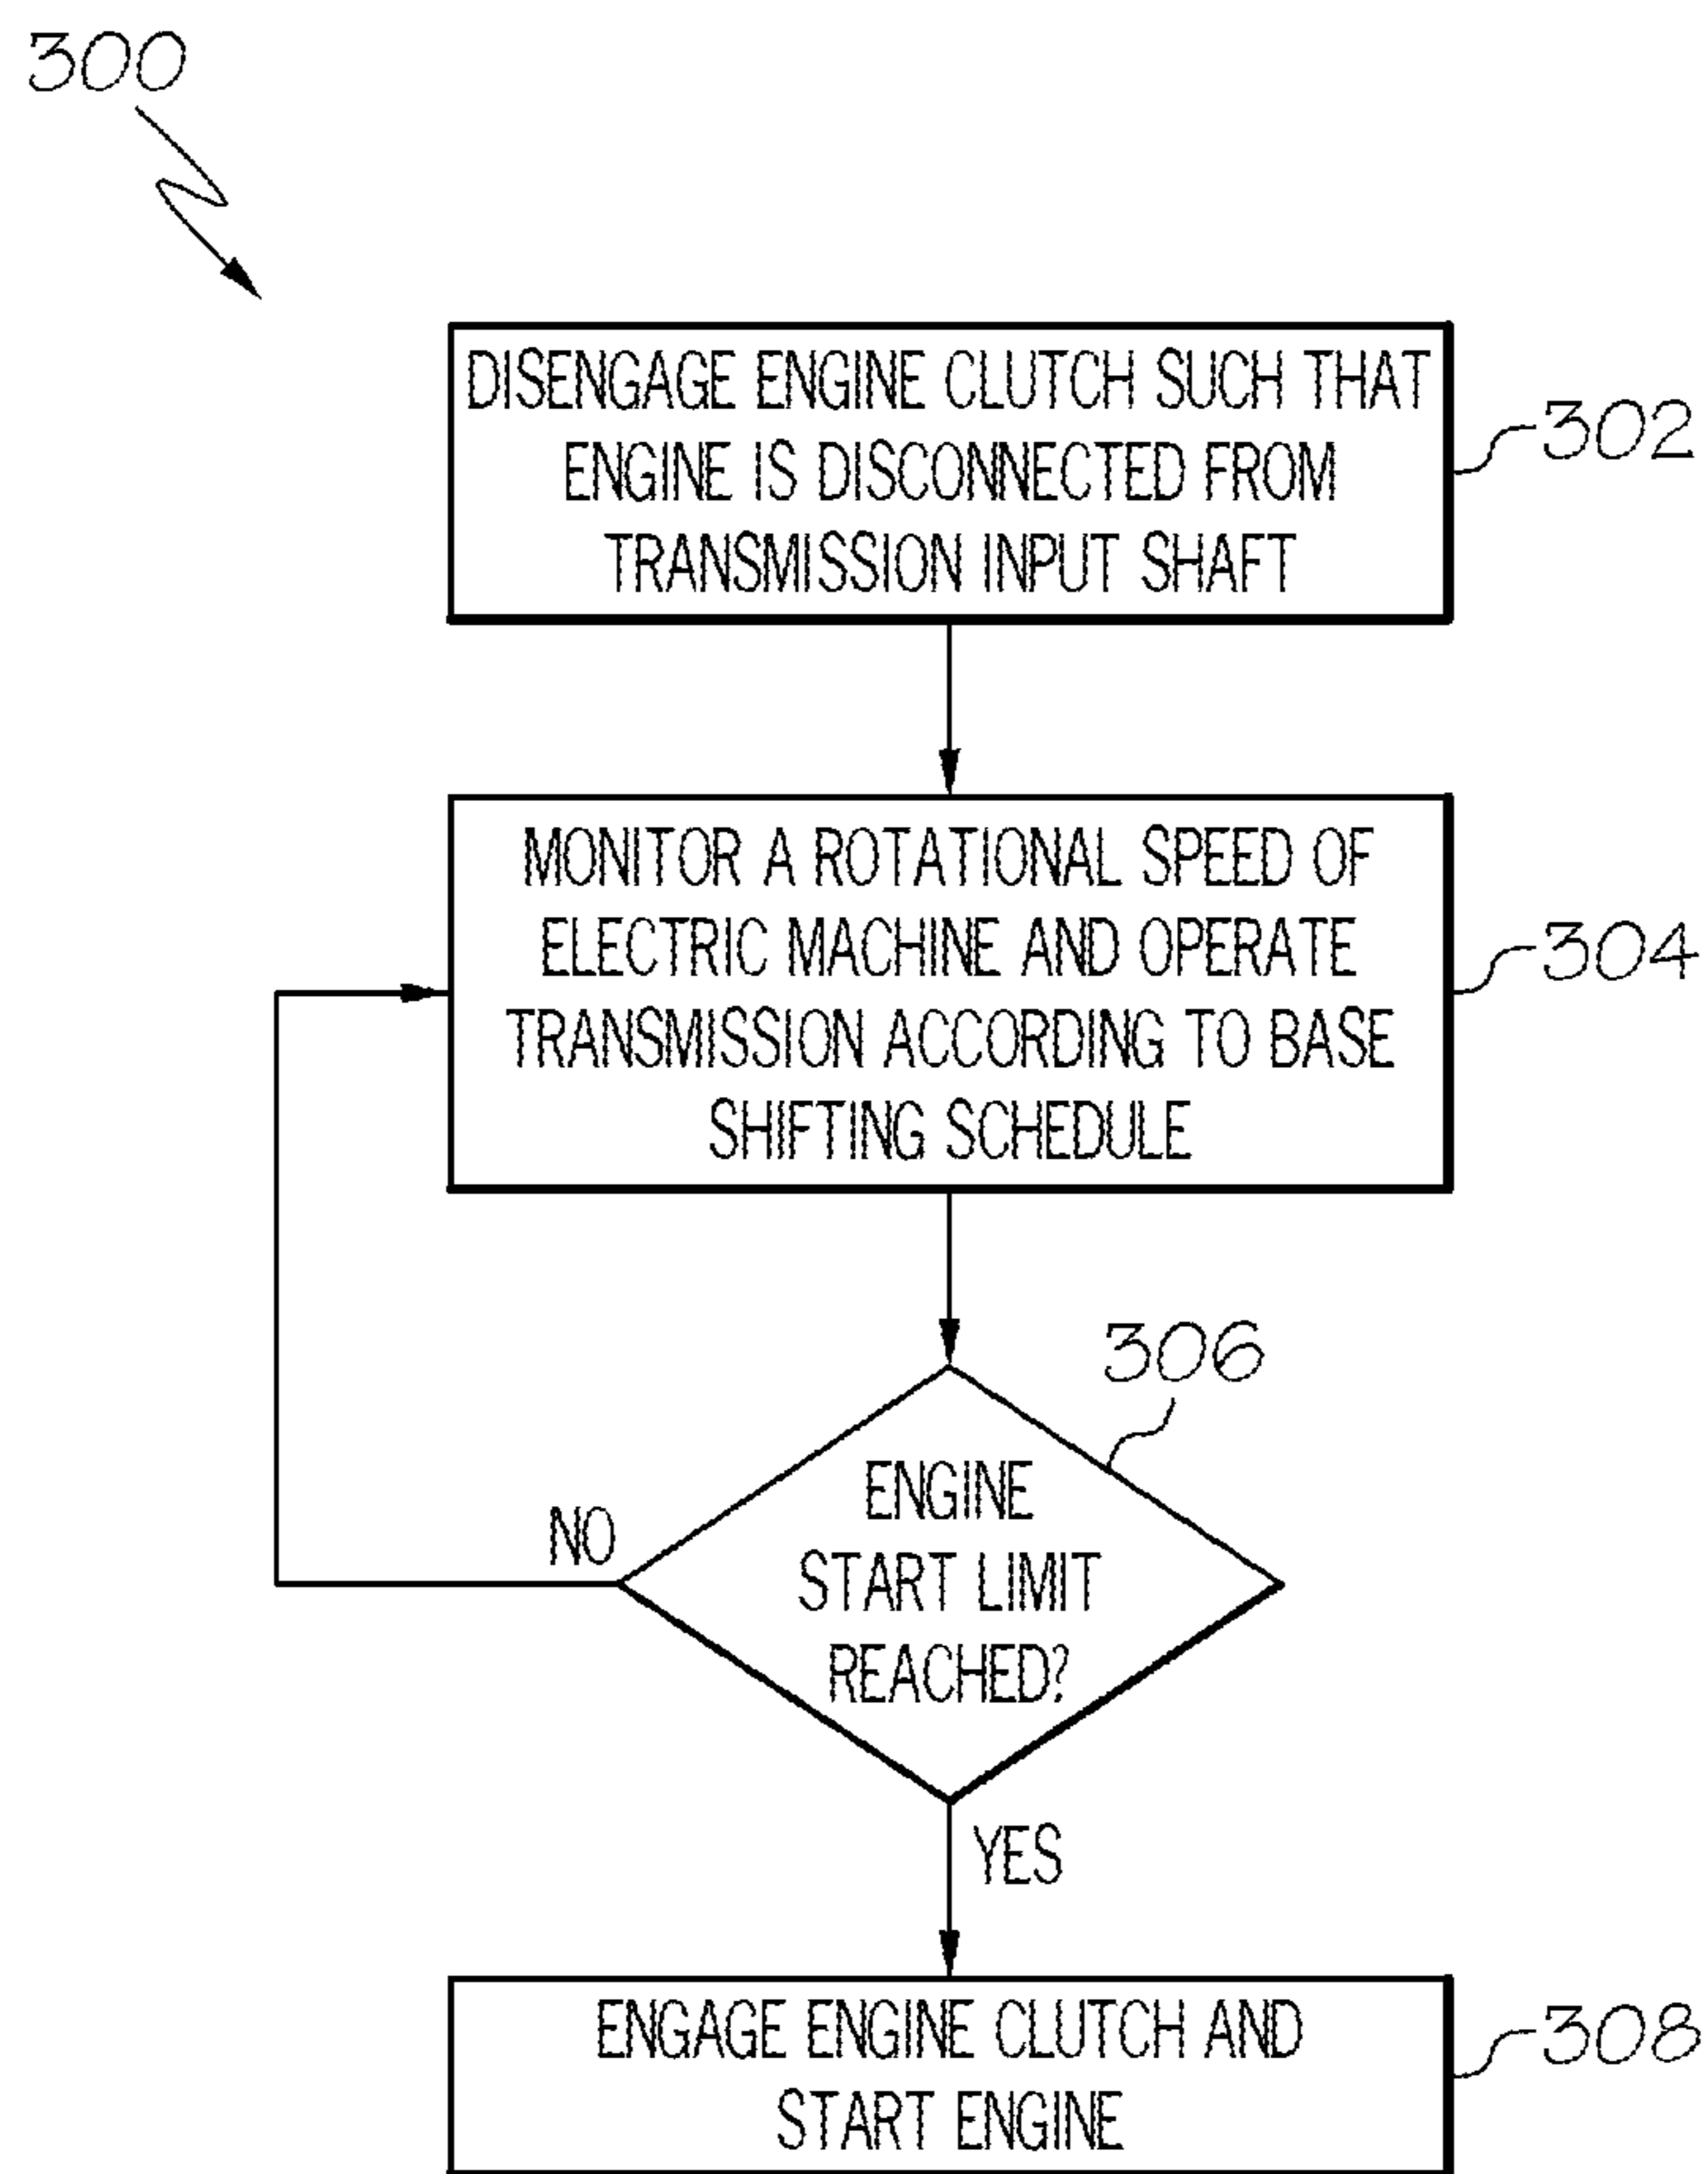 300
DISENGAGE ENGINE CLUTCH SUCH THAT
ENGINE IS DISCONNECTED FROM
TRANSMISSION INPUT SHAFT
302
MONITOR A ROTATIONAL SPEED OF
ELECTRIC MACHINE AND OPERATE
TRANSMISSION ACCORDING TO BASE
SHIFTING SCHEDULE
304
306
ENGINE
START LIMIT
REACHED?
NO
YES
ENGAGE ENGINE CLUTCH AND
START ENGINE
308